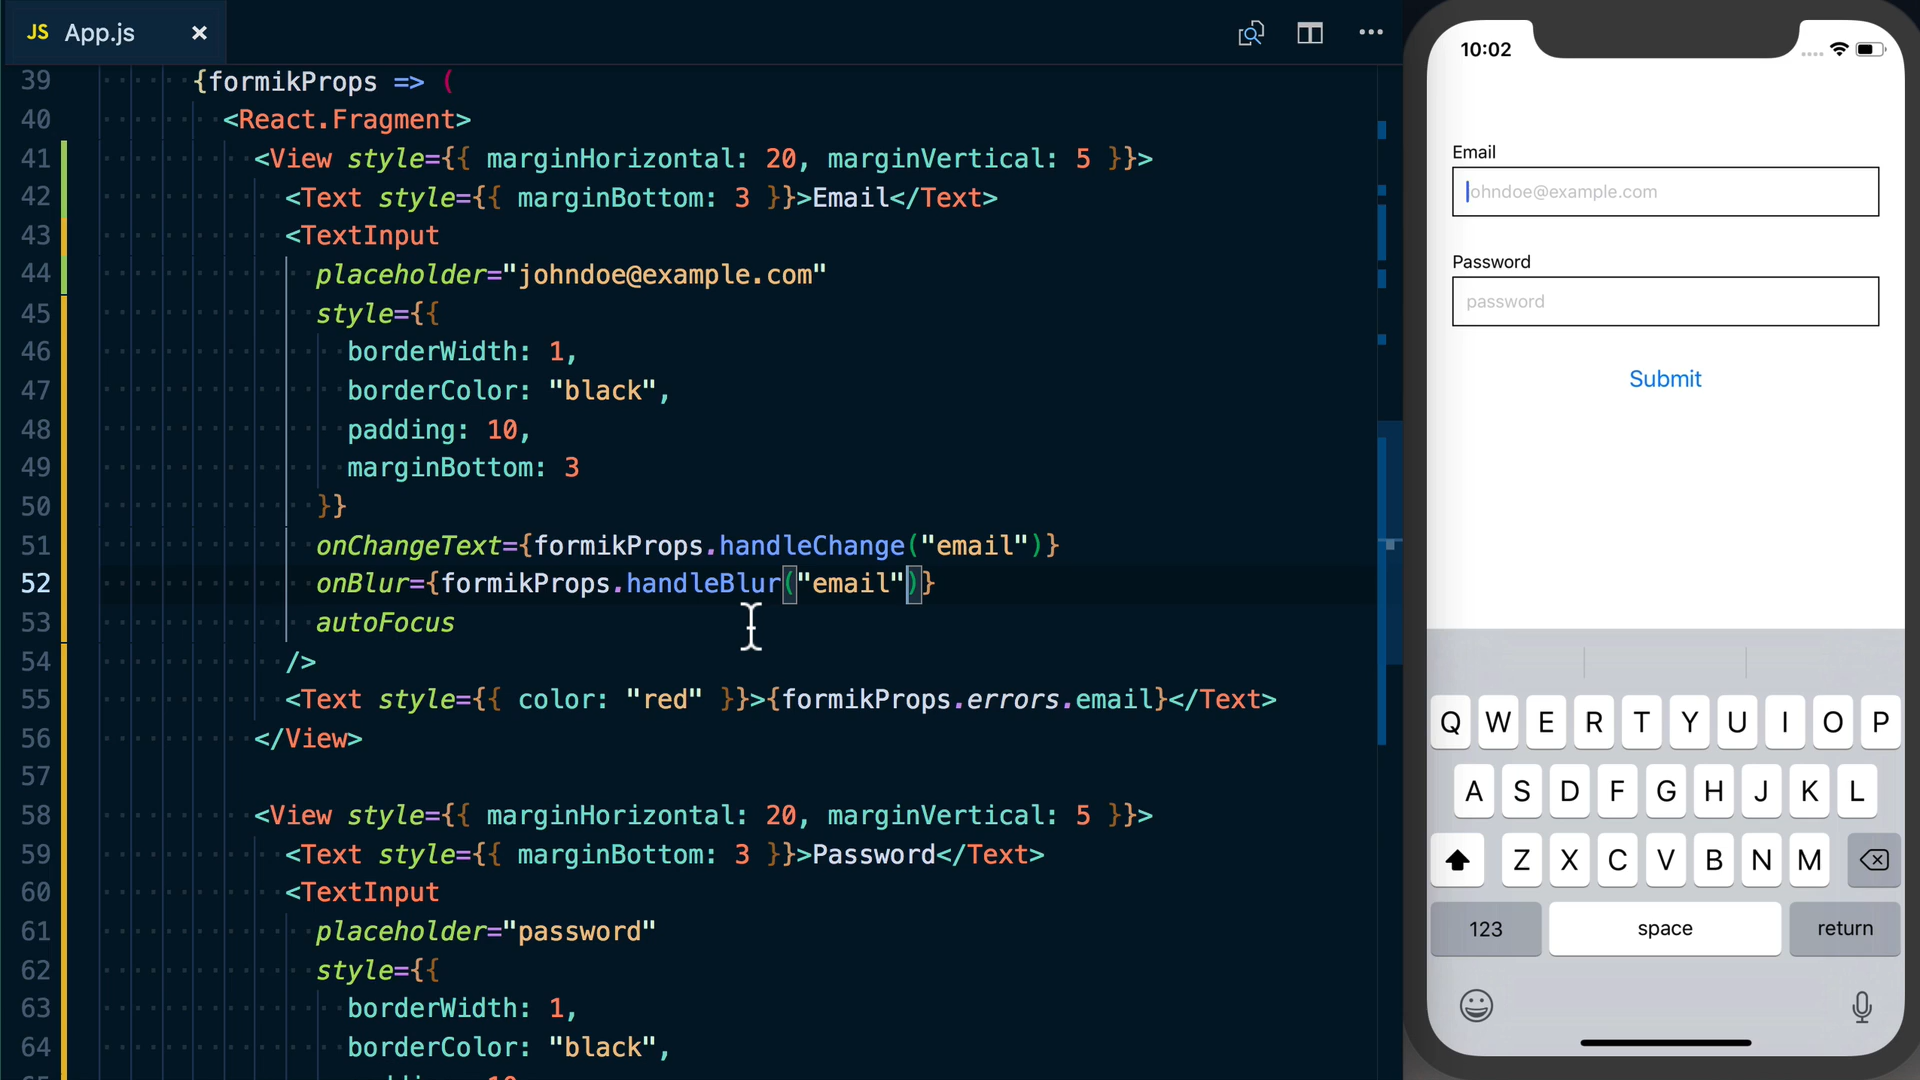 JS App.js ×
39 {formikProps => (
40 <React.Fragment>
41 <View style={{ marginHorizontal: 20, marginVertical: 5 }}>
42 <Text style={{ marginBottom: 3 }}>Email</Text>
43 <TextInput
44 placeholder="johndoe@example.com"
45 style={{
46 borderWidth: 1,
47 borderColor: "black",
48 padding: 10,
49 marginBottom: 3
50 }}
51 onChangeText={formikProps.handleChange("email")}
52 onBlur={formikProps.handleBlur("email")}
53 autoFocus
54 />
55 <Text style={{ color: "red" }}>{formikProps.errors.email}</Text>
56 </View>
57
58 <View style={{ marginHorizontal: 20, marginVertical: 5 }}>
59 <Text style={{ marginBottom: 3 }}>Password</Text>
60 <TextInput
61 placeholder="password"
62 style={{
63 borderWidth: 1,
64 borderColor: "black",
10:02
Email
ohndoe@example.com
Password
password
Submit
Q W E R T Y U I O P
A S D F G H J K L
Z X C V B N M
123 space return